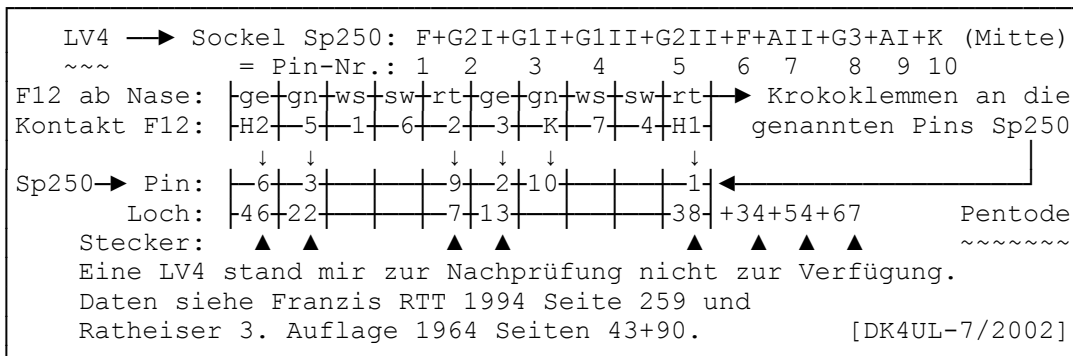 LV4 ──► Sockel Sp250: F+G2I+G1I+G1II+G2II+F+AII+G3+AI+K (Mitte)
~~~ = Pin-Nr.: 1 2 3 4 5 6 7 8 9 10
F12 ab Nase: ├ge┼gn┼ws┼sw┼rt┼ge┼gn┼ws┼sw┼rt┼─► Krokoklemmen an die
Kontakt F12: ├H2┼─5┼─1┼─6┼─2┼─3┼─K┼─7┼─4┼H1┤ genannten Pins Sp250
↓ ↓ ↓ ↓ ↓ ↓
Sp250─► Pin: ├─6┼─3┼──┼──┼─9┼─2┼10┼──┼──┼─1┤◄
Loch: ├46┼22┼──┼──┼─7┼13┼──┼──┼──┼38┤+34+54+67 Pentode
Stecker: ▲ ▲ ▲ ▲ ▲ ▲ ▲ ▲ ~~~~~~~
Eine LV4 stand mir zur Nachprüfung nicht zur Verfügung.
Daten siehe Franzis RTT 1994 Seite 259 und
Ratheiser 3. Auflage 1964 Seiten 43+90. [DK4UL-7/2002]